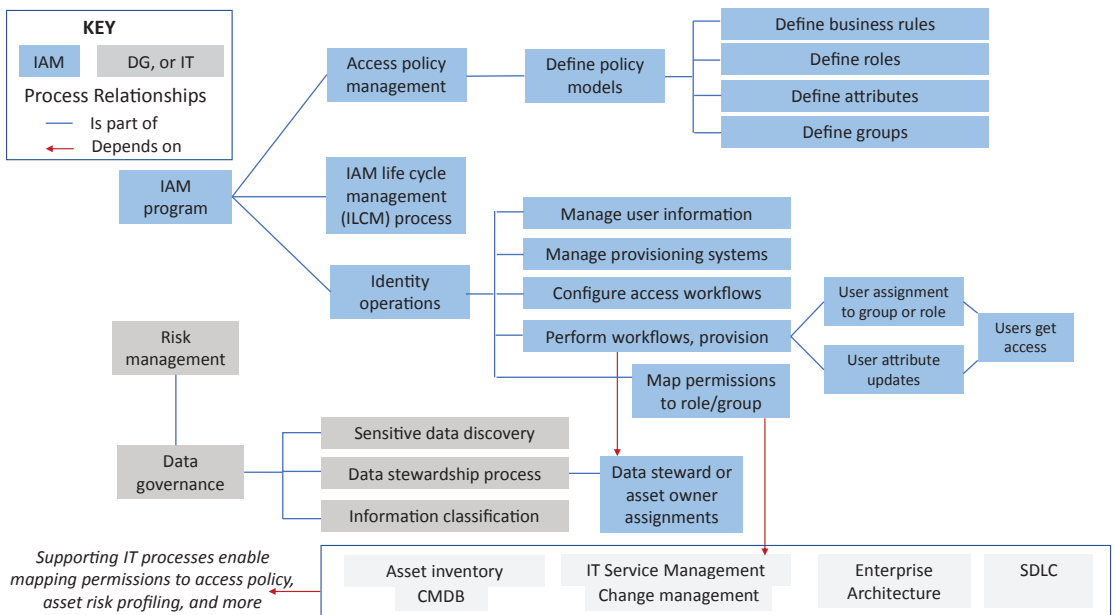 KEY
IAM
DG, or IT
Process Relationships
Is part of
Depends on
Access policy
management
Define policy
models
Define business rules
Define roles
Define attributes
Define groups
IAM
program
IAM life cycle
management
(ILCM) process
Identity
operations
Manage user information
Manage provisioning systems
Configure access workflows
Perform workflows, provision
Map permissions
to role/group
User assignment
to group or role
User attribute
updates
Users get
access
Risk
management
Data
governance
Sensitive data discovery
Data stewardship process
Information classification
Data steward or
asset owner
assignments
Supporting IT processes enable
mapping permissions to access policy,
asset risk profiling, and more
Asset inventory
CMDB
IT Service Management
Change management
Enterprise
Architecture
SDLC